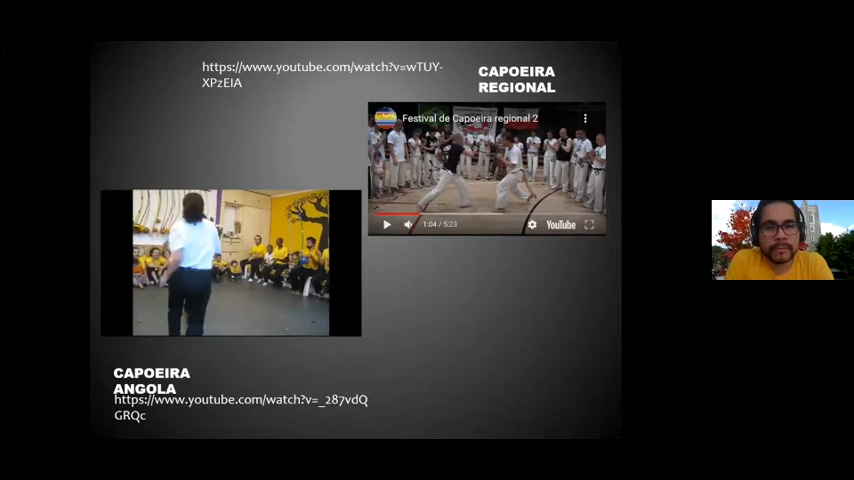 https://www.youtube.com/watch?v=wTUY-
XPzEIA
CAPOEIRA
REGIONAL
Festival de Capoeira regional 2
1:04 / 5:23
YouTube
CAPOEIRA
ANGOLA
https://www.youtube.com/watch?v=_287vdQ
GRQc